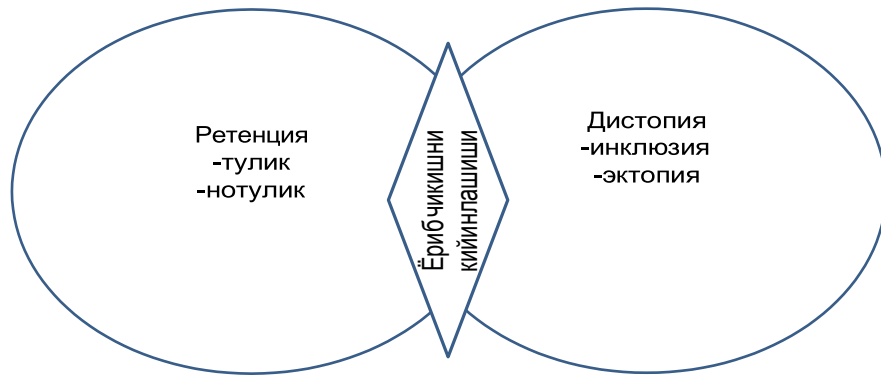 Ретенция
-тулик
-нотулик
Ёрибчикишни
кийинлашиши
Дистопия
-инклюзия
-эктопия